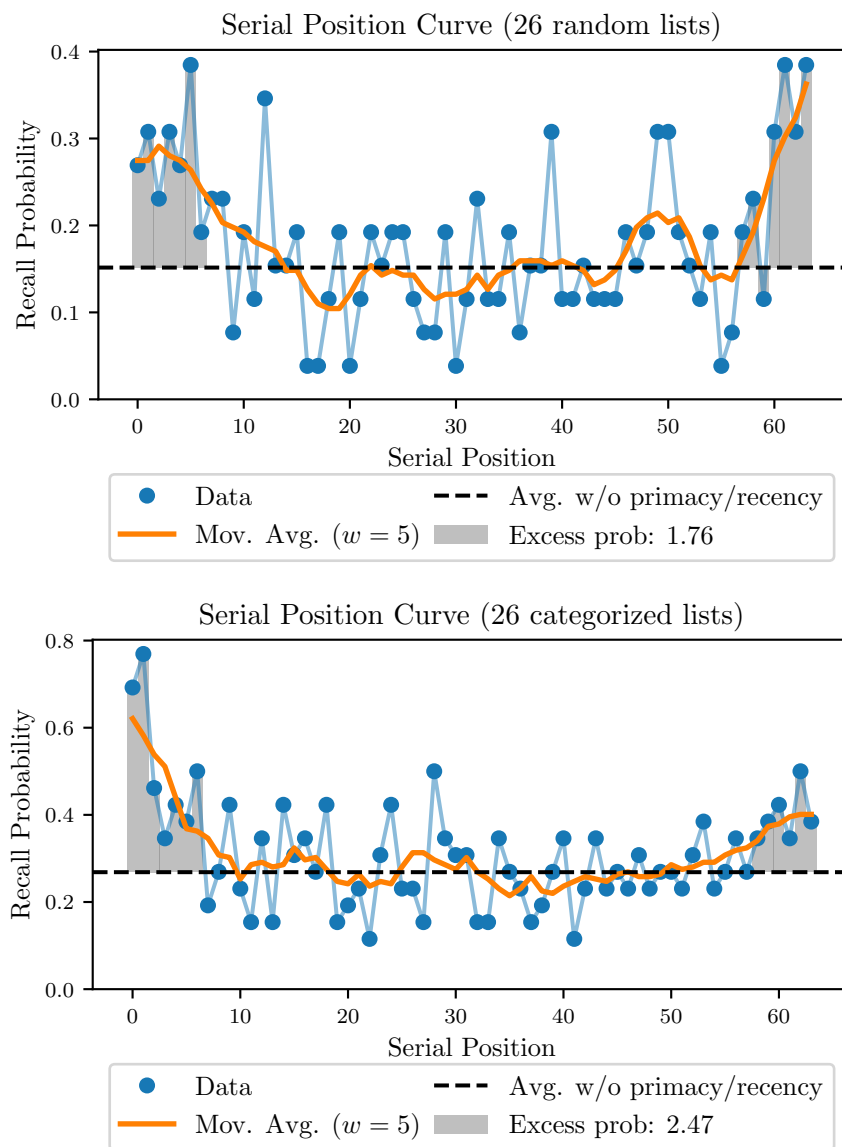 Serial Position Curve (26 random lists)
0.4
0.3
0.2
0.1
0.0
Recall Probability
0 10 20 30 40 50 60
Serial Position
Data
Avg. w/o primacy/recency
Mov. Avg. (w = 5)
Excess prob: 1.76
Serial Position Curve (26 categorized lists)
0.8
0.6
0.4
0.2
0.0
Recall Probability
0 10 20 30 40 50 60
Serial Position
Data
Avg. w/o primacy/recency
Mov. Avg. (w = 5)
Excess prob: 2.47